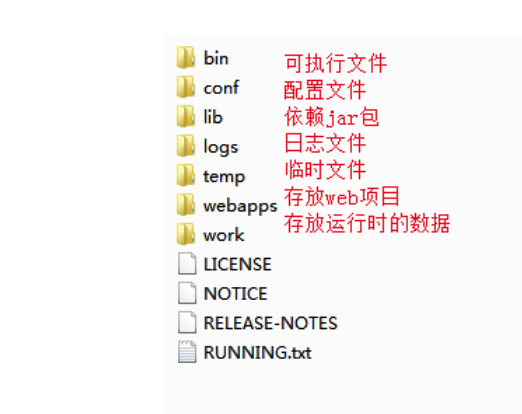 bin 可执行文件
conf 配置文件
lib 依赖jar包
logs 日志文件
temp 临时文件
webapps 存放web项目
work 存放运行时的数据
LICENSE
NOTICE
RELEASE-NOTES
RUNNING.txt